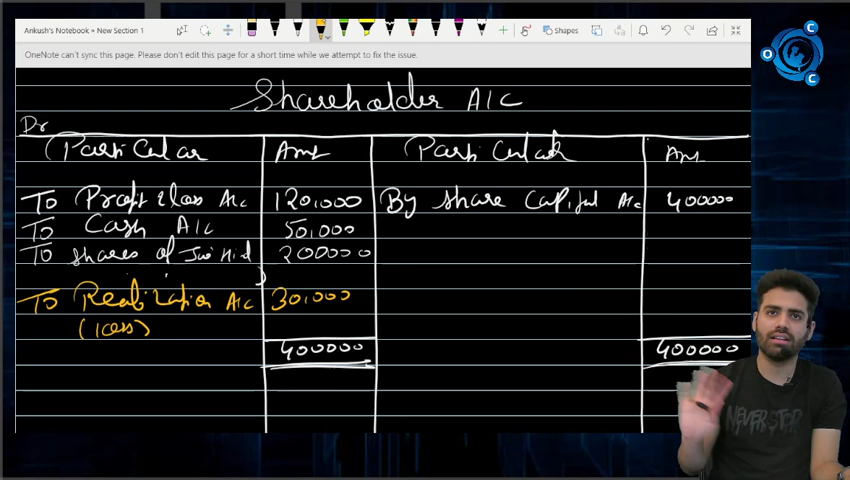 Ankush's Notebook > New Section 1
Shapes
OneNote can't sync this page. Please don't edit this page for a short time while we attempt to fix the issue.
O C C
Shareholder A/C
Dr
Particular Amt Particular Amt
To Profit & loss A/c 120,000 By share Capital A/c 400000
To Cash A/C 50,000
To shares of 200000
To Realization A/C 30,000
(loss)
400000 400000
NEVER STOP